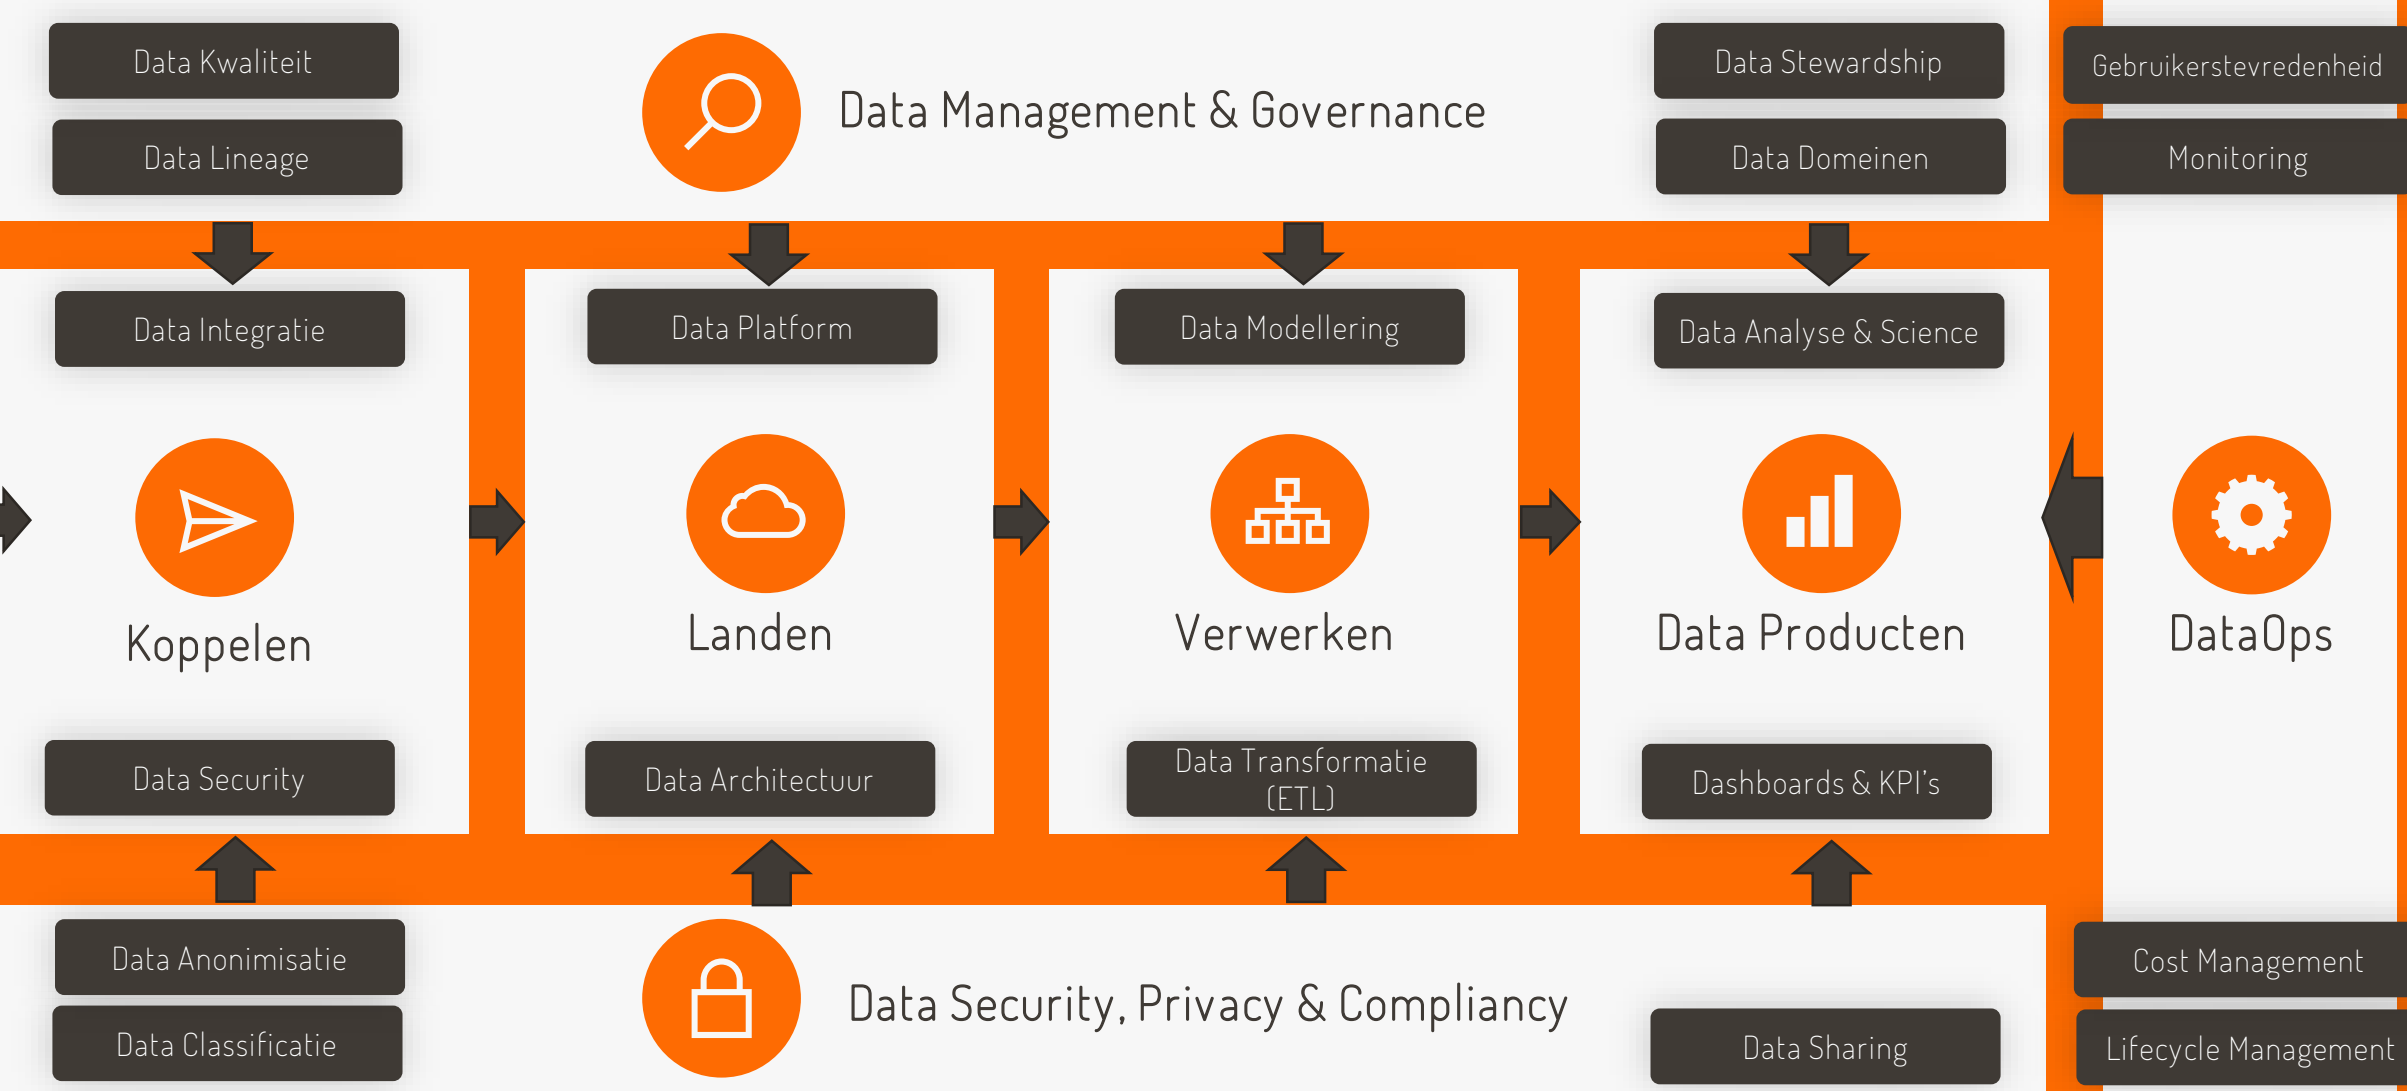 Data Kwaliteit
Data Lineage
Data Management & Governance
Data Stewardship
Data Domeinen
Gebruikerstevredenheid
Monitoring
Data Integratie
Data Platform
Data Modellering
Data Analyse & Science
Koppelen
Landen
Verwerken
Data Producten
DataOps
Data Security
Data Architectuur
Data Transformatie
(ETL)
Dashboards & KPI's
Data Anonimisatie
Data Classificatie
Data Security, Privacy & Compliancy
Data Sharing
Cost Management
Lifecycle Management